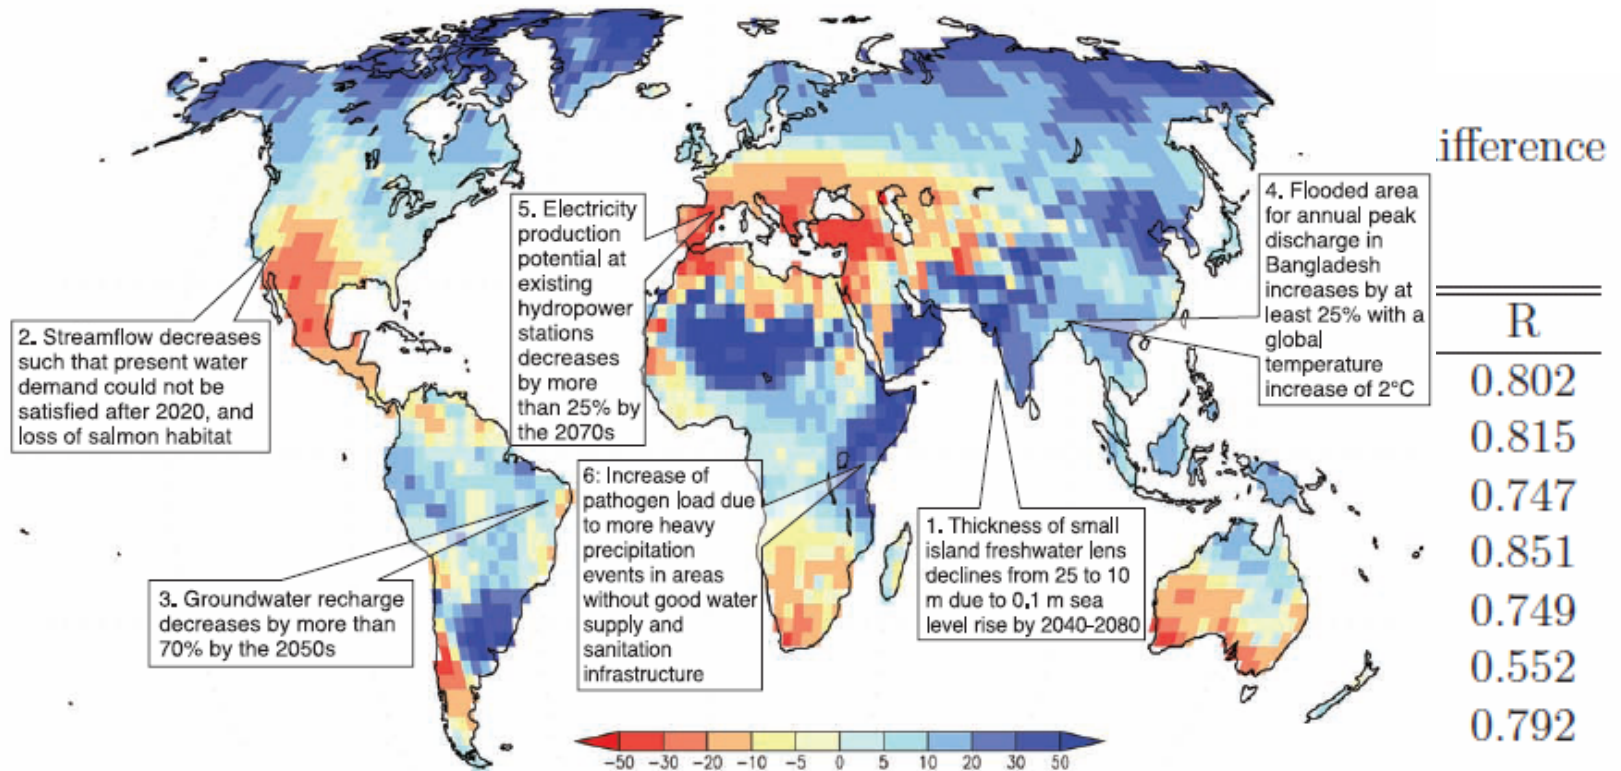 5. Electricity
production
potential at
existing
hydropower
stations
decreases
by more
than 25% by
the 2070s
4. Flooded area
for annual peak
discharge in
Bangladesh
increases by at
least 25% with a
global
temperature
increase of 2°C
2. Streamflow decreases
such that present water
demand could not be
satisfied after 2020, and
loss of salmon habitat
6: Increase of
pathogen load due
to more heavy
precipitation
events in areas
without good water
supply and
sanitation
infrastructure
1. Thickness of small
island freshwater lens
declines from 25 to 10
m due to 0.1 m sea
level rise by 2040-2080
3. Groundwater recharge
decreases by more than
70% by the 2050s
-50 -30 -20 -10 -5 0 5 10 20 30 50
ifference
R
0.802
0.815
0.747
0.851
0.749
0.552
0.792